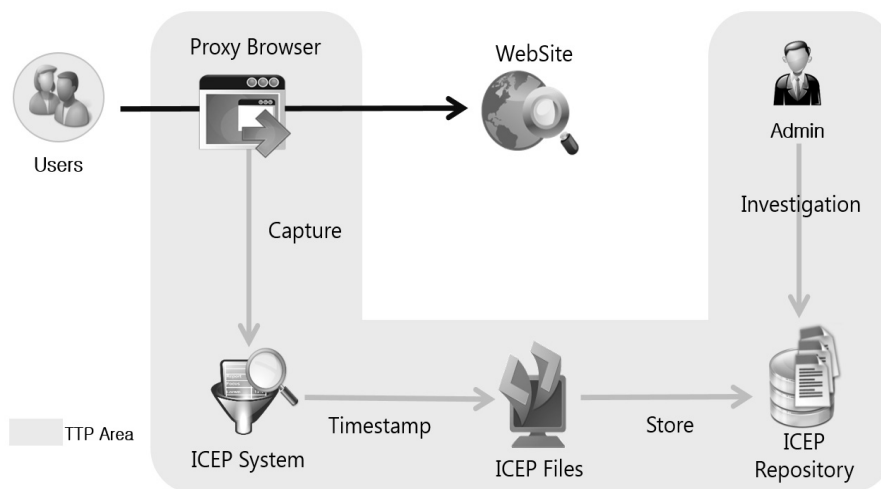 Proxy Browser
WebSite
Users
Admin
Capture
Investigation
Timestamp
Store
TTP Area
ICEP System
ICEP Files
ICEP
Repository